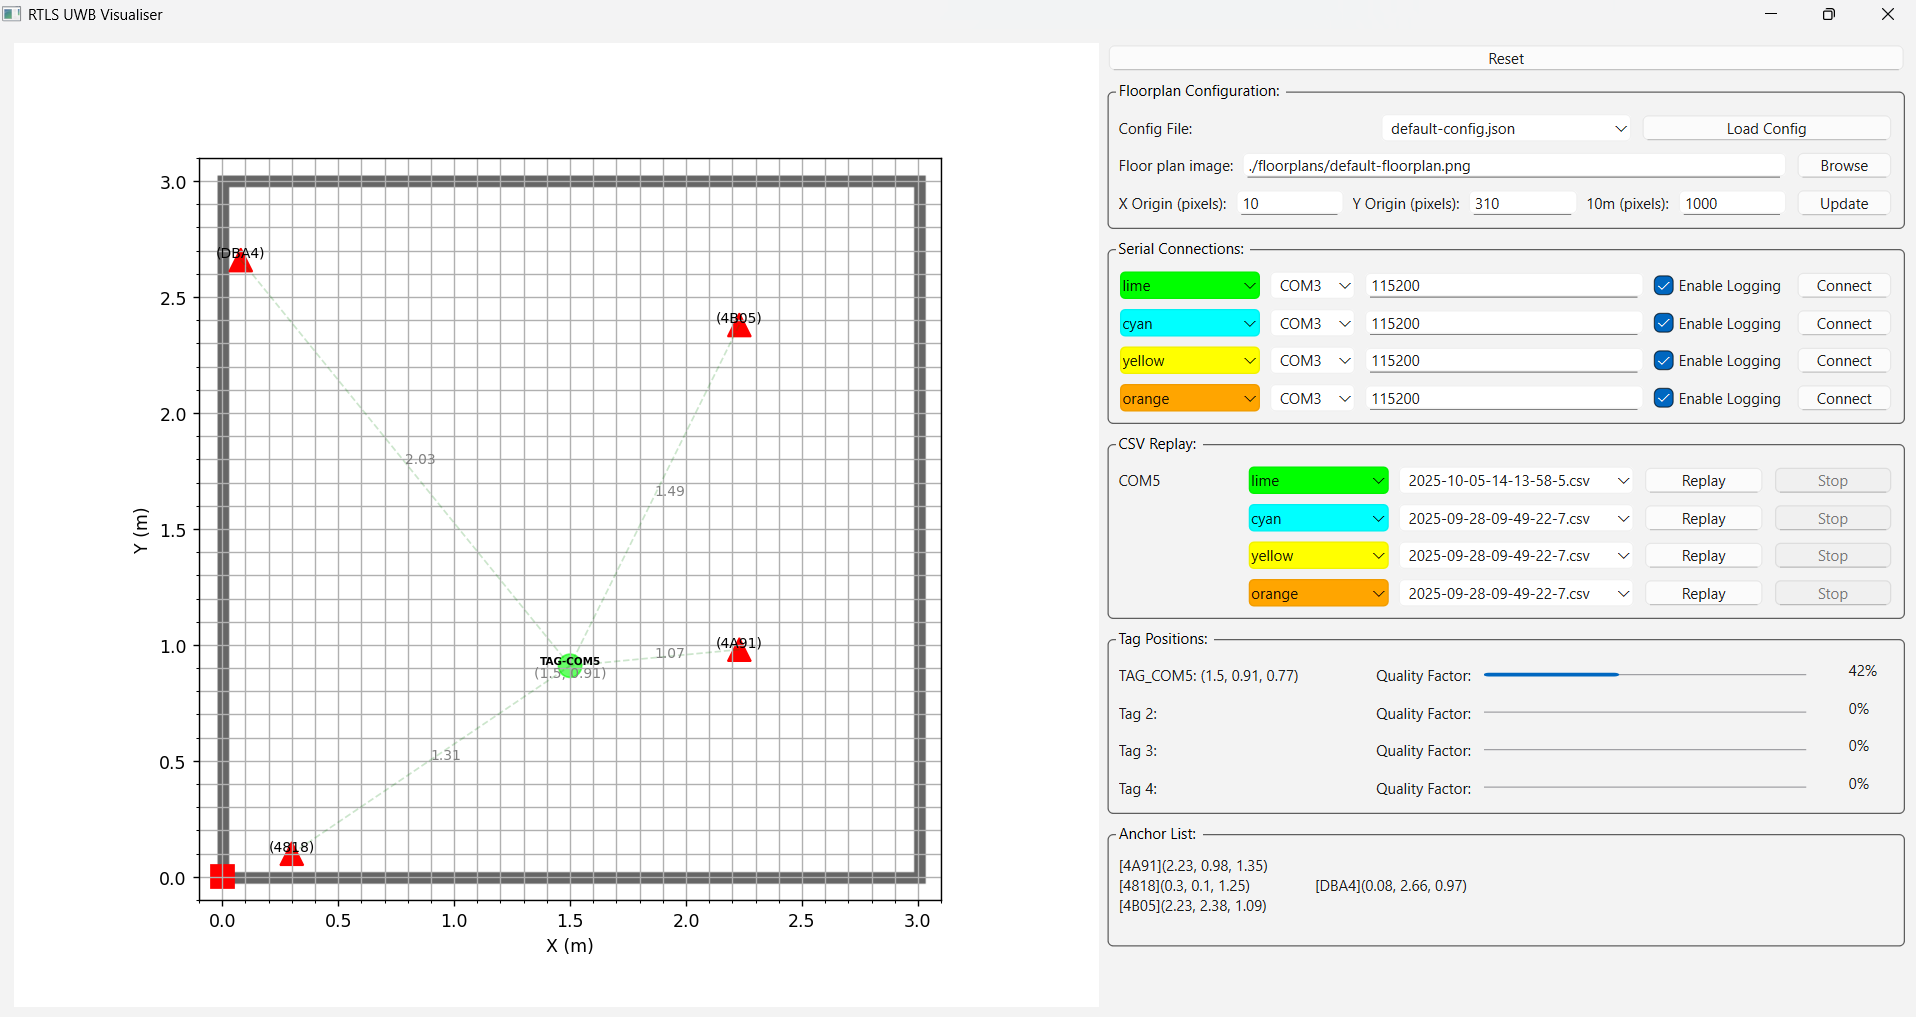 RTLS UWB Visualiser
3.0
2.5
2.0
1.5
1.0
0.5
0.0
Y (m)
0.0 0.5 1.0 1.5 2.0 2.5 3.0
X (m)
(DBA4)
(4B05)
2.03
1.49
(4A91)
1.07
TAG-COM5
(1.5, 0.91)
1.31
(4818)
Reset
Floorplan Configuration:
Config File: default-config.json Load Config
Floor plan image: ./floorplans/default-floorplan.png Browse
X Origin (pixels): 10 Y Origin (pixels): 310 10m (pixels): 1000 Update
Serial Connections:
lime COM3 115200 Enable Logging Connect
cyan COM3 115200 Enable Logging Connect
yellow COM3 115200 Enable Logging Connect
orange COM3 115200 Enable Logging Connect
CSV Replay:
COM5 lime 2025-10-05-14-13-58-5.csv Replay Stop
cyan 2025-09-28-09-49-22-7.csv Replay Stop
yellow 2025-09-28-09-49-22-7.csv Replay Stop
orange 2025-09-28-09-49-22-7.csv Replay Stop
Tag Positions:
TAG_COM5: (1.5, 0.91, 0.77) Quality Factor: 42%
Tag 2: Quality Factor: 0%
Tag 3: Quality Factor: 0%
Tag 4: Quality Factor: 0%
Anchor List:
[4A91](2.23, 0.98, 1.35)
[4818](0.3, 0.1, 1.25) [DBA4](0.08, 2.66, 0.97)
[4B05](2.23, 2.38, 1.09)